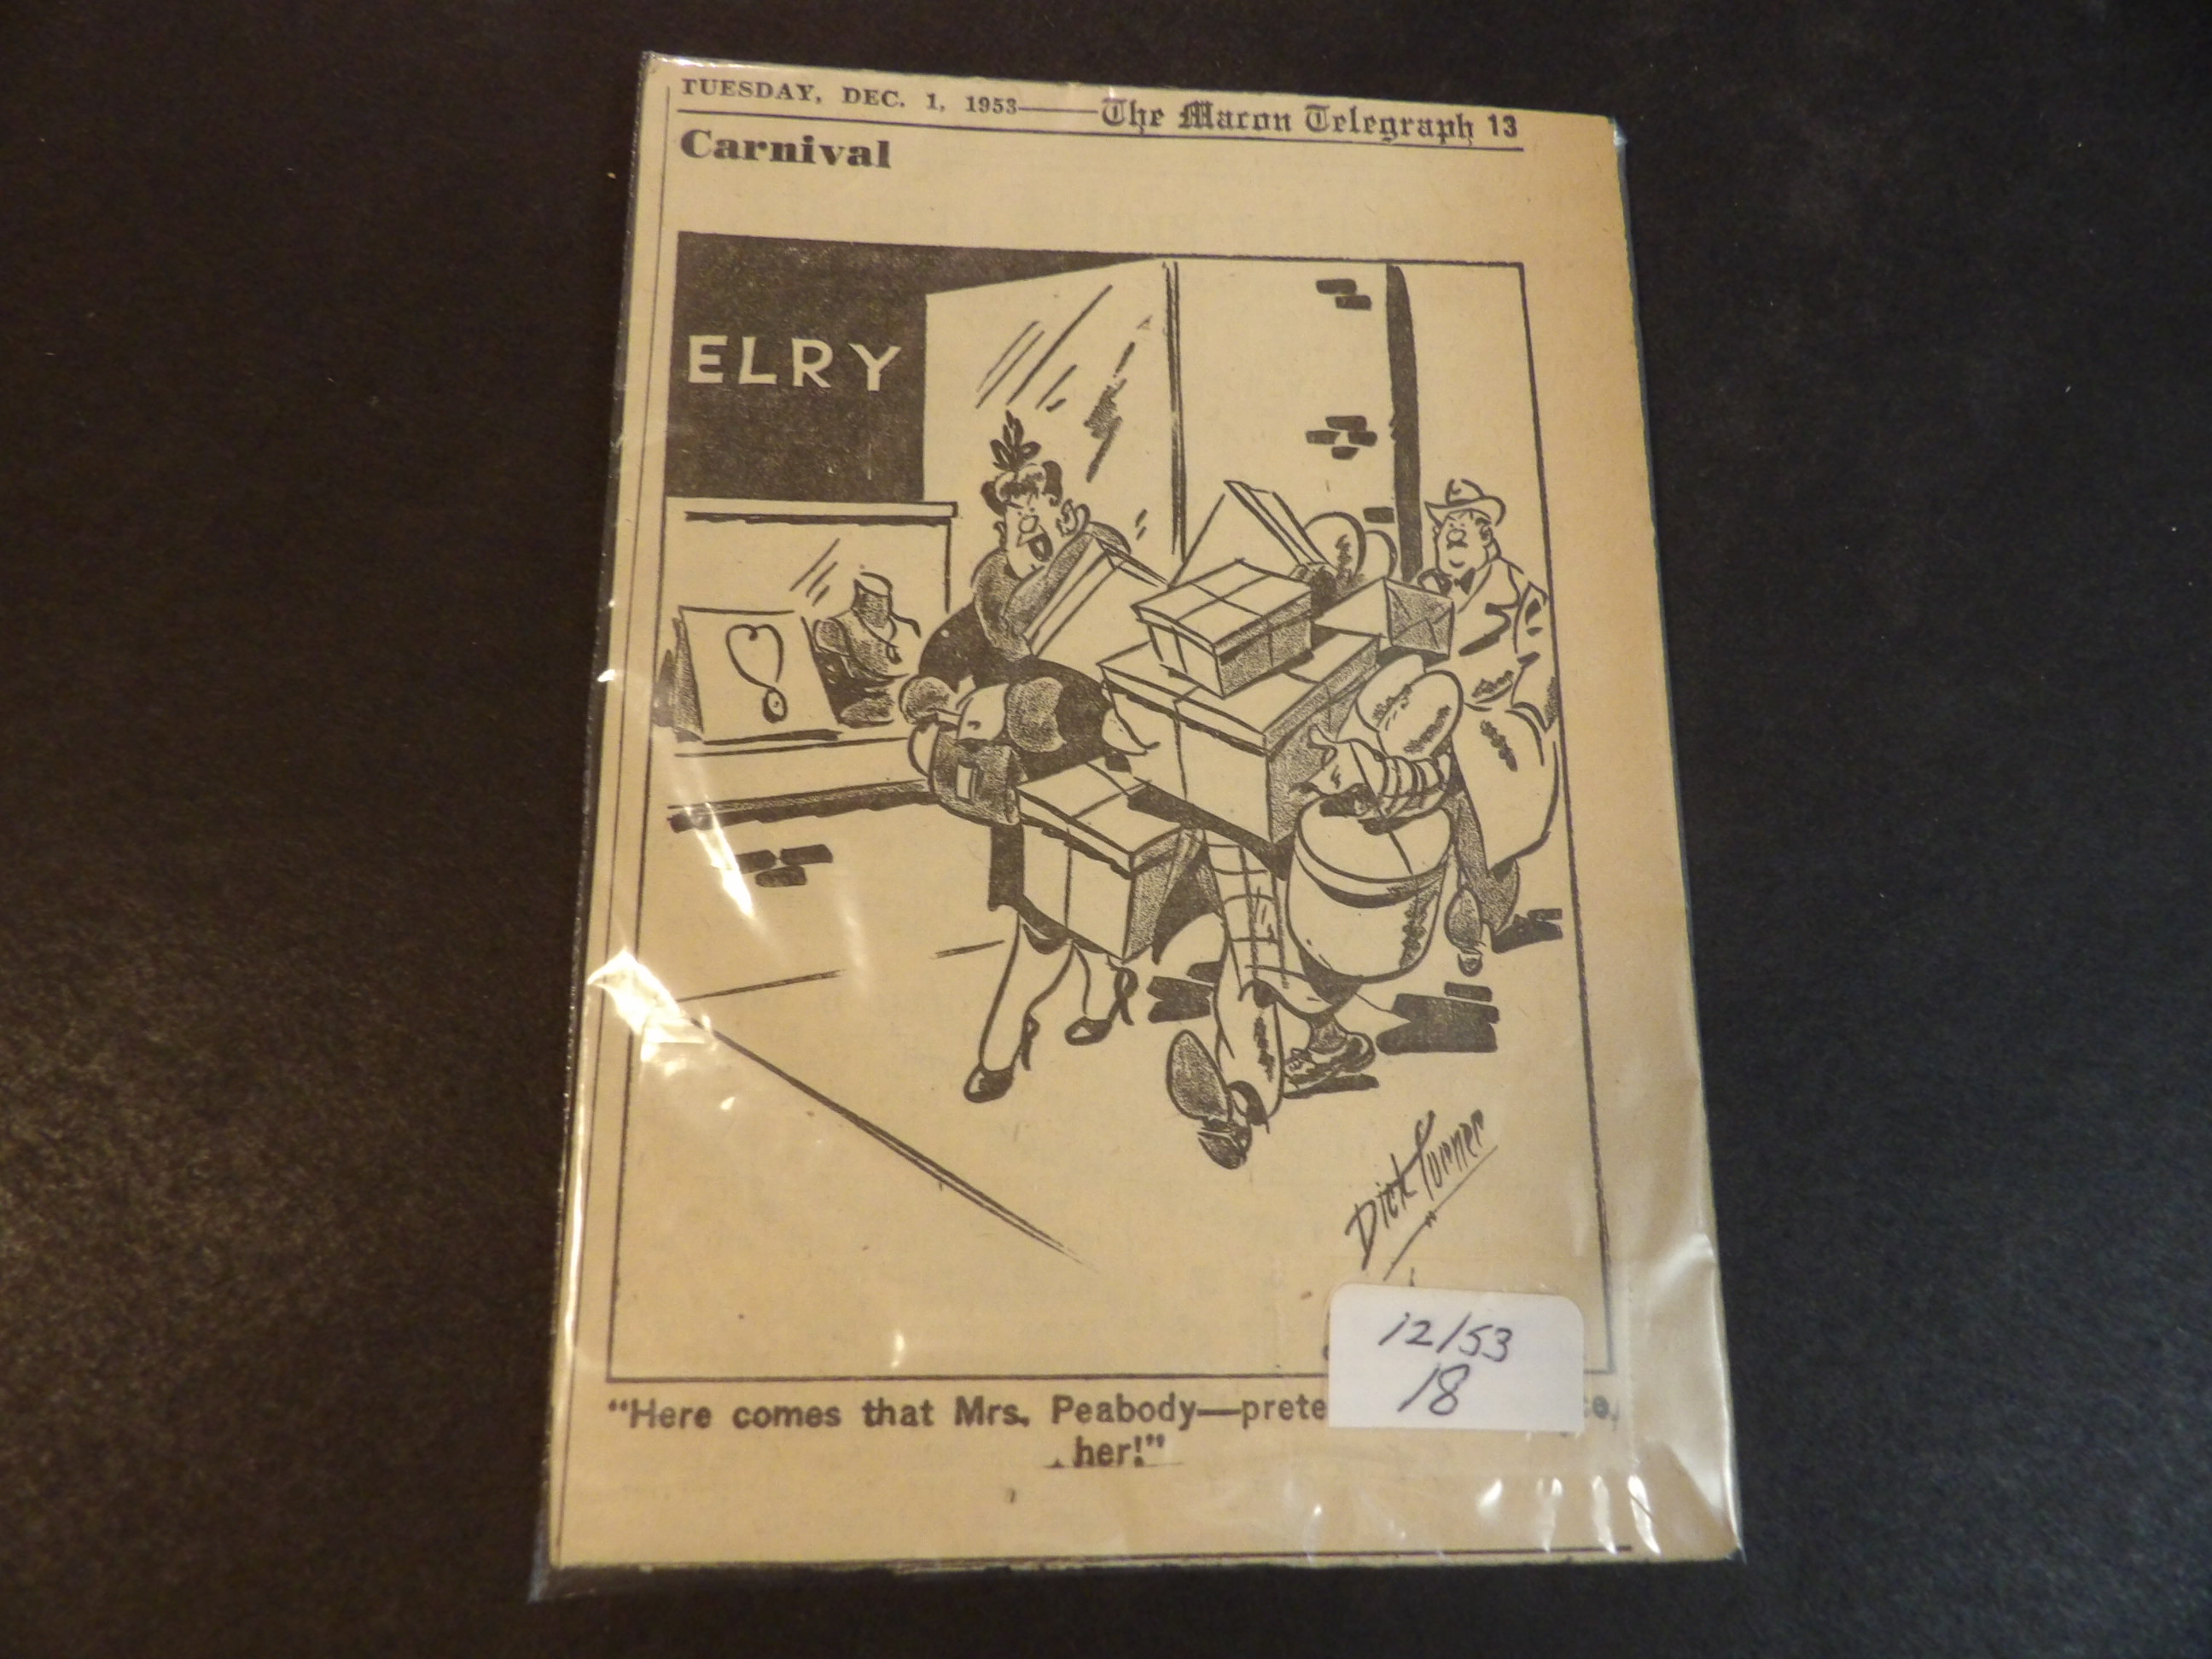 TUESDAY, DEC. 1, 1953—The Macon Telegraph 13
Carnival
ELRY
Dick Turner
12/53
18
"Here comes that Mrs. Peabody—prete
her!"